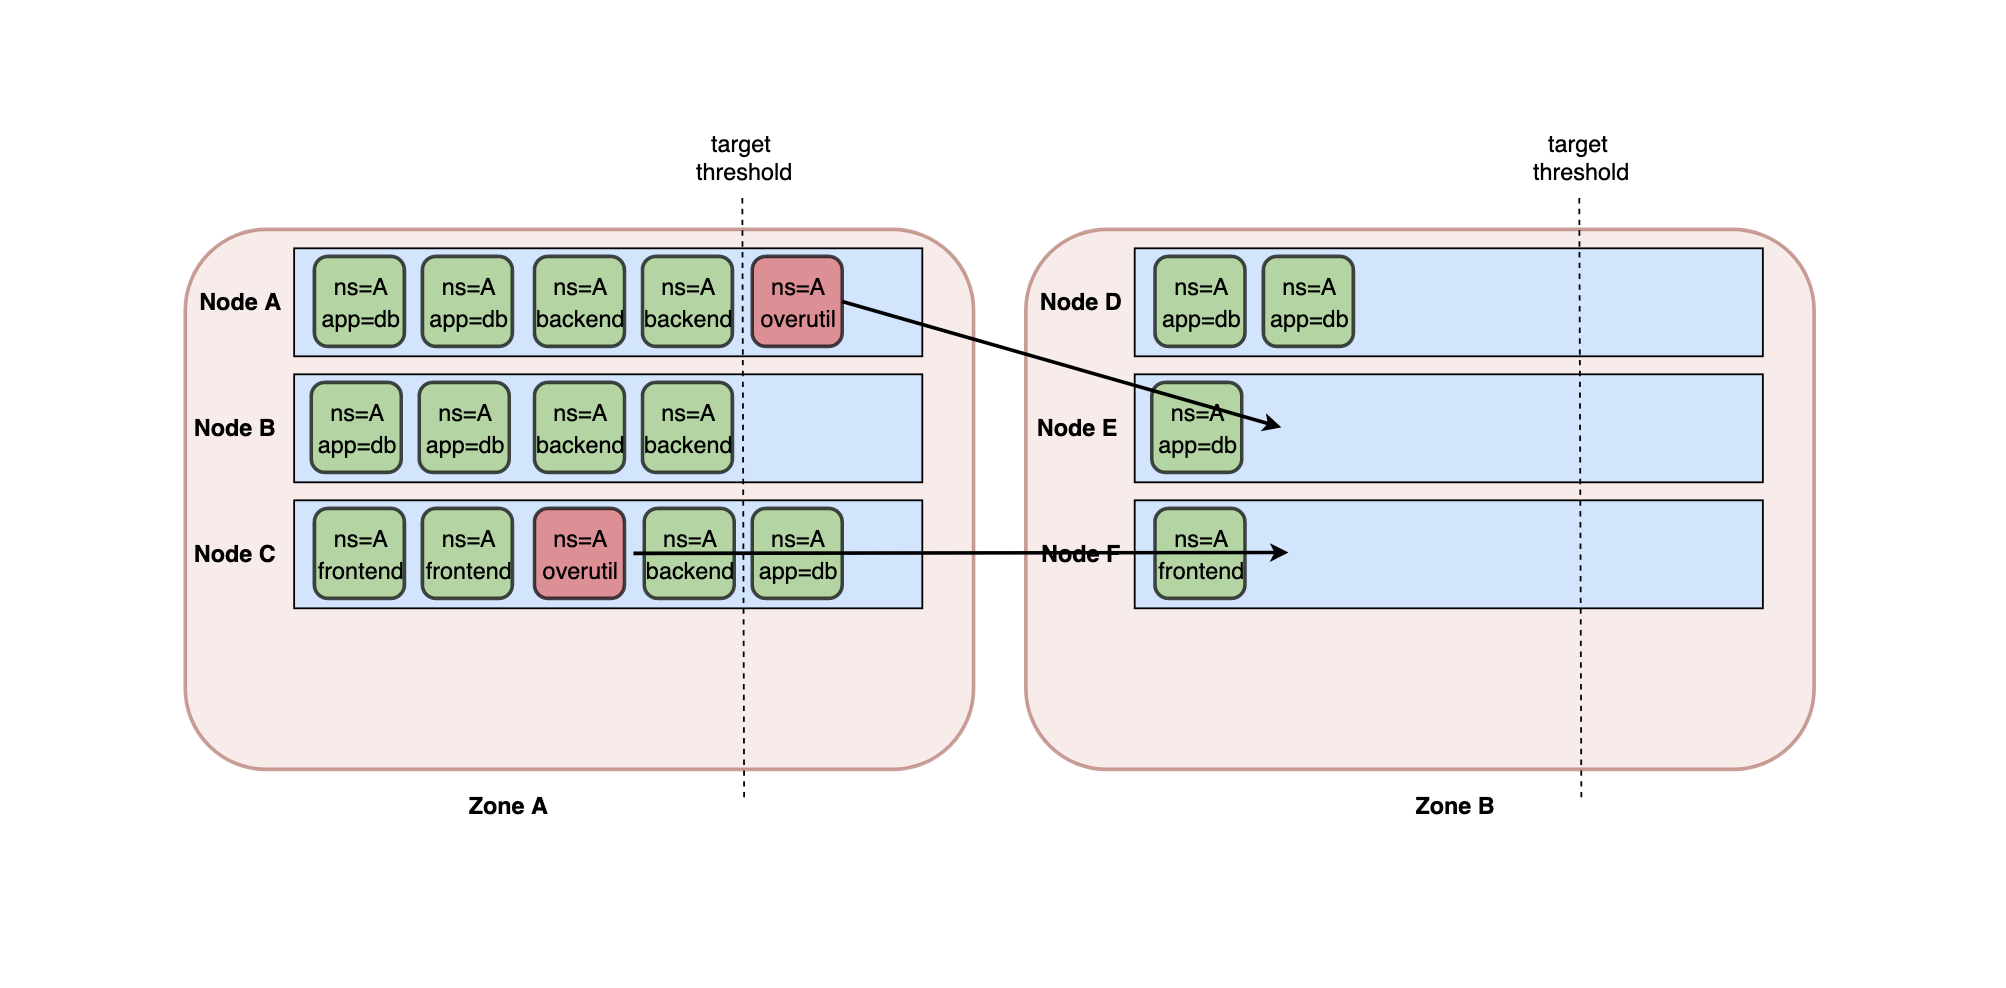 target
threshold
target
threshold
Node A
ns=A
app=db
ns=A
app=db
ns=A
backend
ns=A
backend
ns=A
overutil
Node B
ns=A
app=db
ns=A
app=db
ns=A
backend
ns=A
backend
Node C
ns=A
frontend
ns=A
frontend
ns=A
overutil
ns=A
backend
ns=A
app=db
Zone A
Node D
ns=A
app=db
ns=A
app=db
Node E
ns=A
app=db
Node F
ns=A
frontend
Zone B